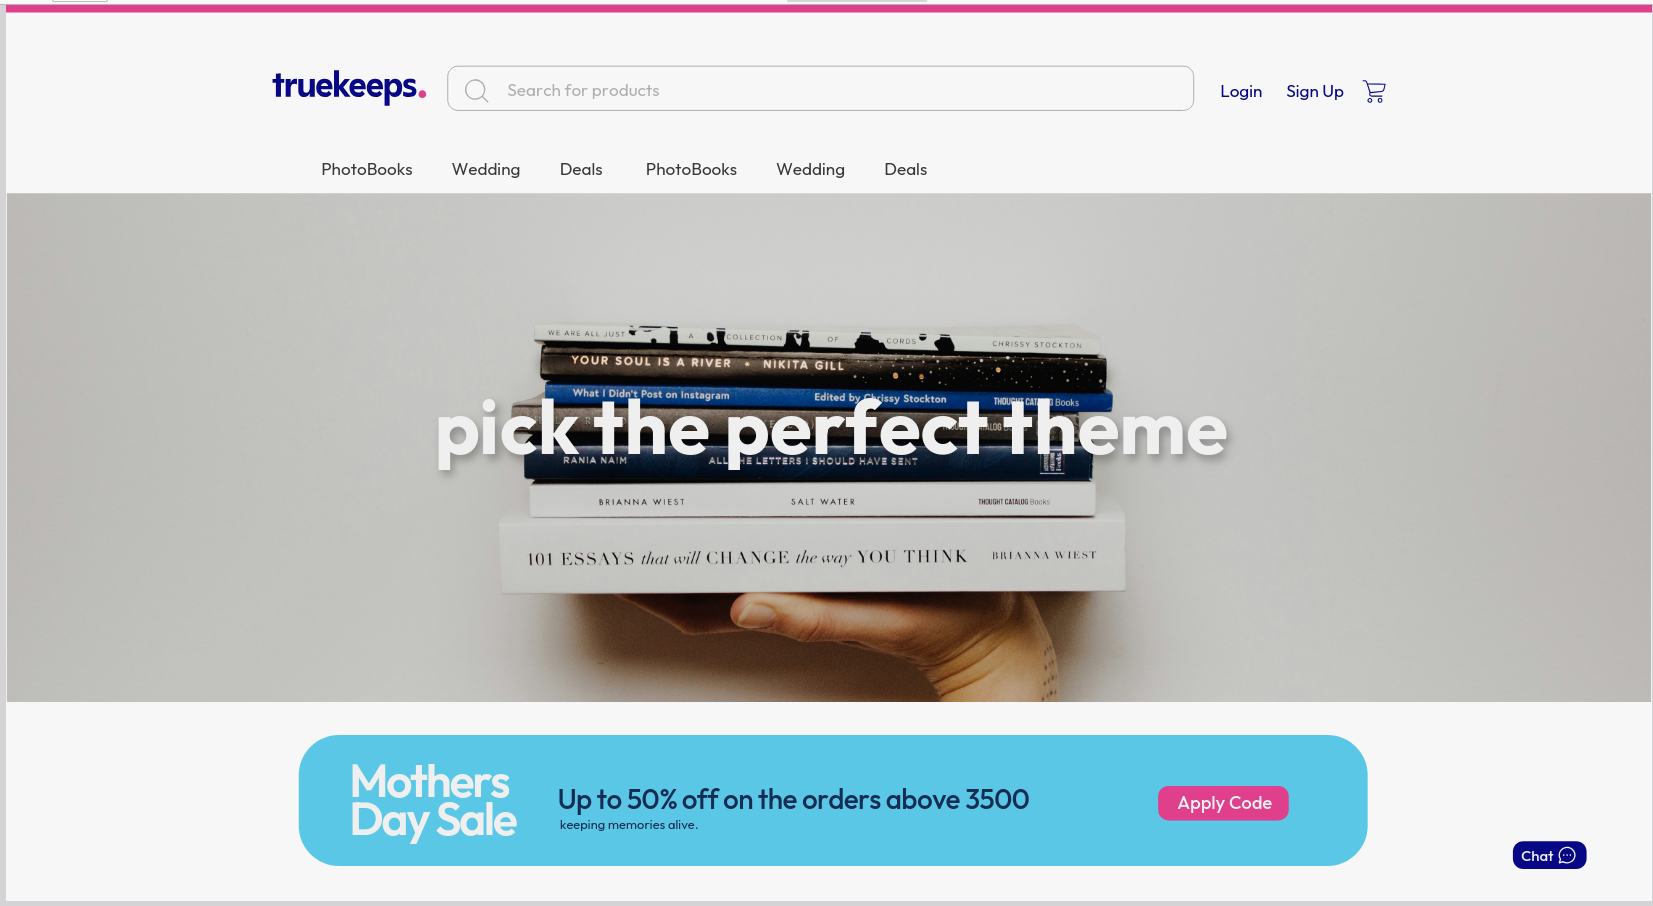 truekeeps.
Search for products
Login Sign Up
PhotoBooks Wedding Deals PhotoBooks Wedding Deals
WE ARE ALL JUST A COLLECTION OF CORDS CHRISSY STOCKTON
YOUR SOUL IS A RIVER • NIKITA GILL
What I Didn't Post on Instagram Edited by Chrissy Stockton THOUGHT CATALOG Books
pick the perfect theme
RANIA NAIM ALL THE LETTERS I SHOULD HAVE SENT
BRIANNA WIEST SALT WATER THOUGHT CATALOG Books
101 ESSAYS that will CHANGE the way YOU THINK BRIANNA WIEST
Mothers
Day Sale
Up to 50% off on the orders above 3500
keeping memories alive.
Apply Code
Chat